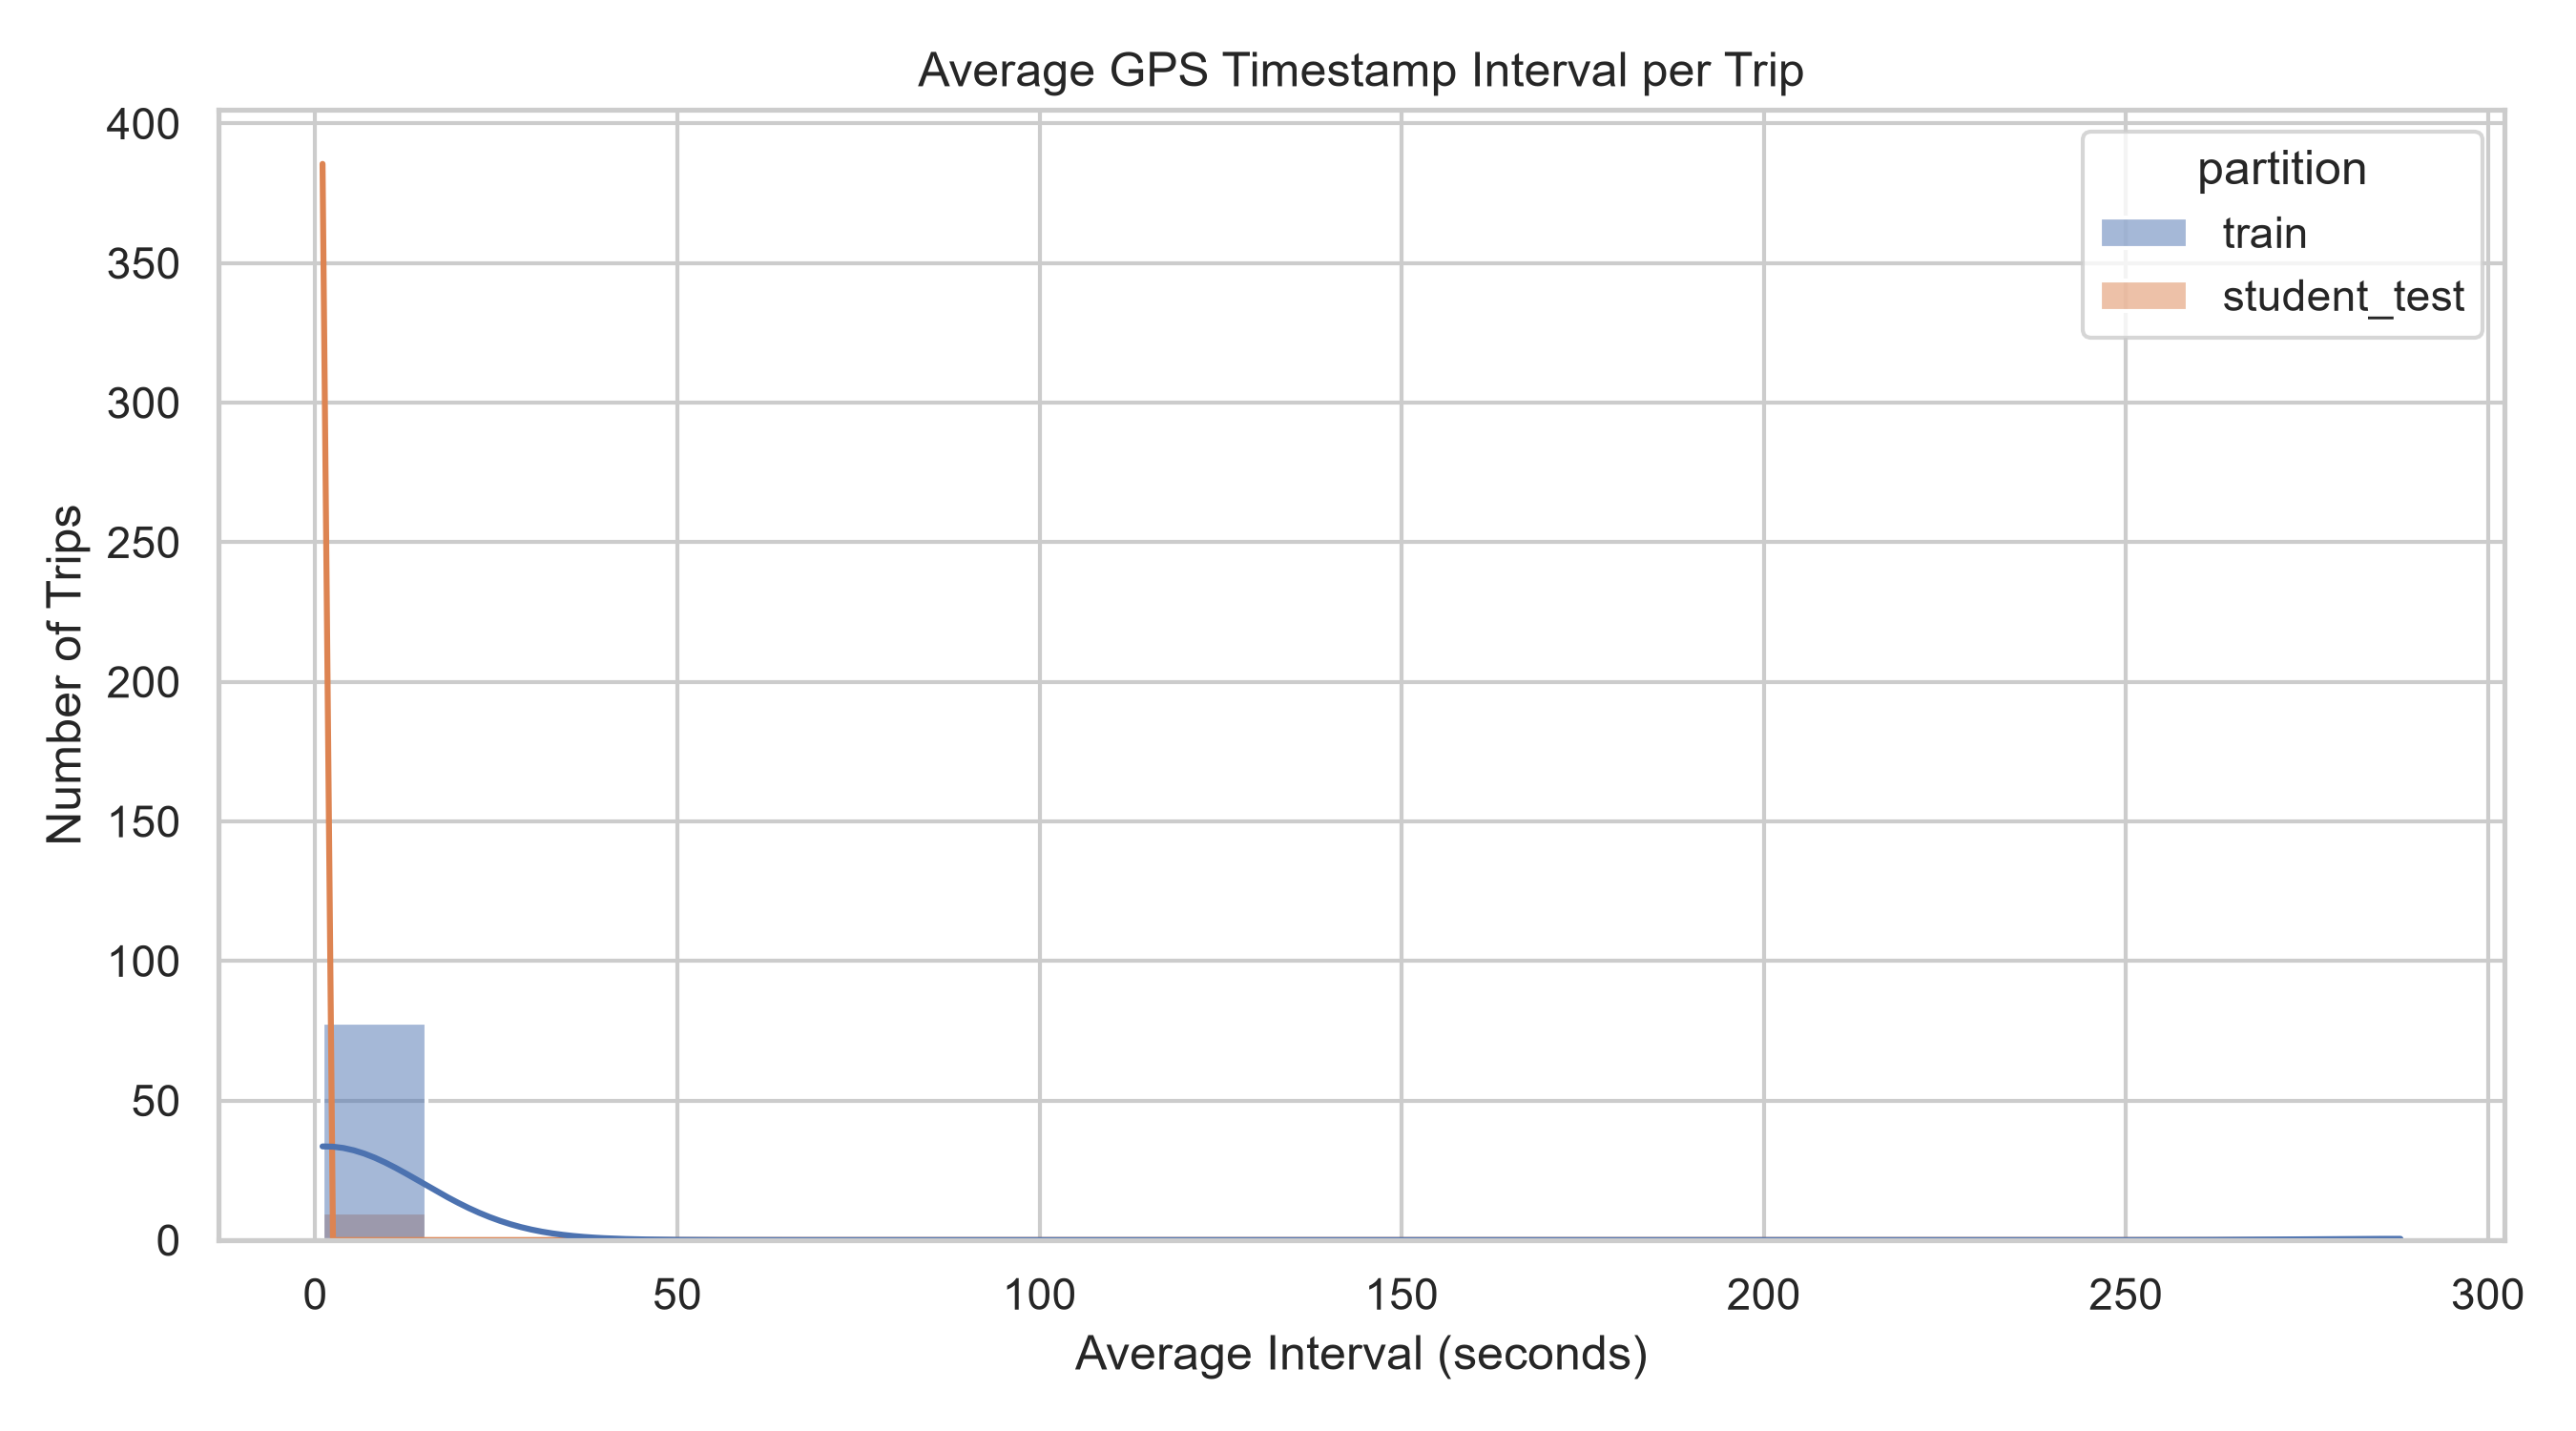 Average GPS Timestamp Interval per Trip
partition
train
student_test
Number of Trips
400
350
300
250
200
150
100
50
0
0 50 100 150 200 250 300
Average Interval (seconds)